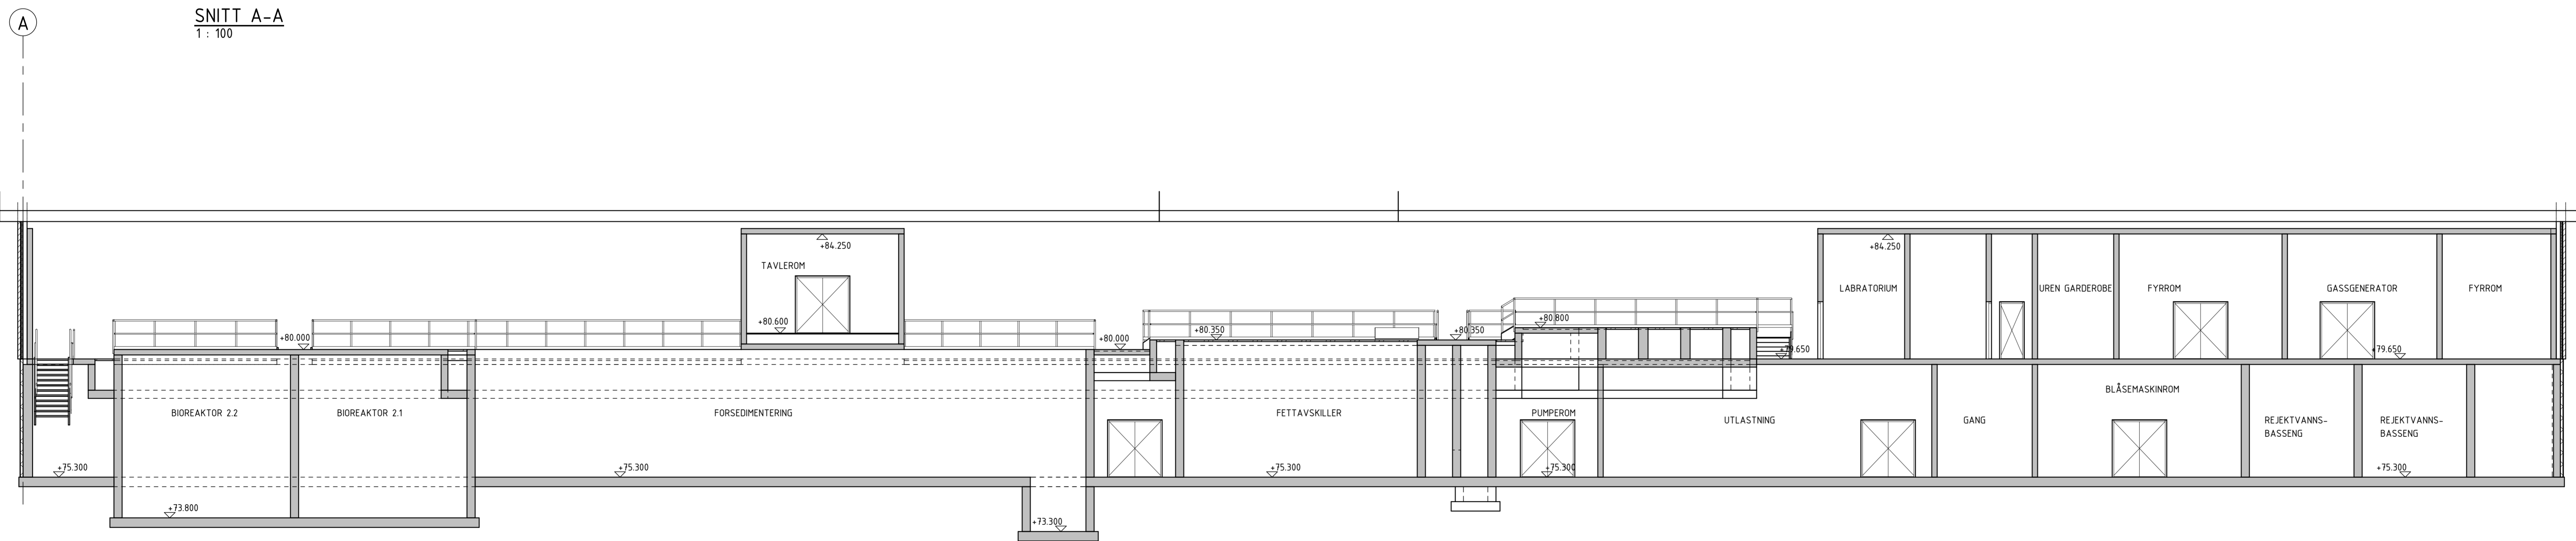 A
SNITT A-A
1 : 100
+84.250
+84.250
TAVLEROM
LABRATORIUM
UREN GARDEROBE
FYRROM
GASSGENERATOR
FYRROM
+80.600
+80.000
+80.000
+80.350
+80.350
+80.800
+79.650
+79.650
BIOREAKTOR 2.2
BIOREAKTOR 2.1
FORSEDIMENTERING
FETTAVSKILLER
PUMPEROM
UTLASTNING
GANG
BLÅSEMASKINROM
REJEKTVANNS-
BASSENG
REJEKTVANNS-
BASSENG
+75.300
+75.300
+75.300
+75.300
+75.300
+73.800
+73.300